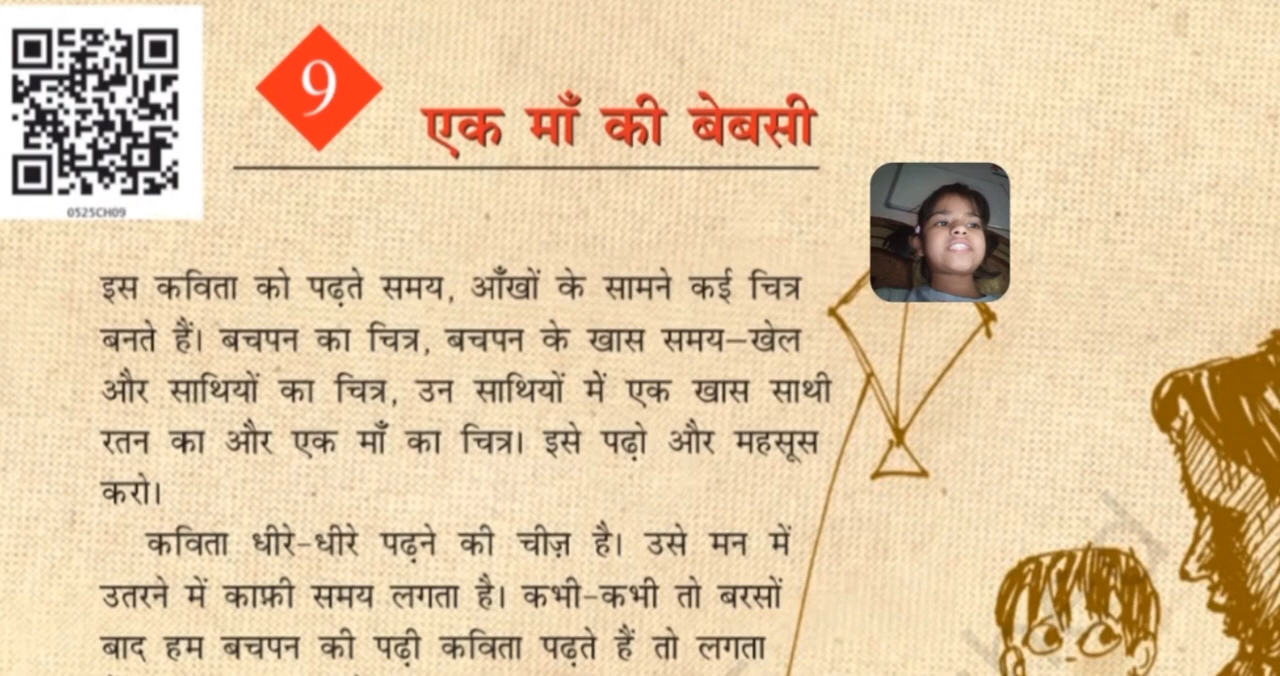 9
एक माँ की बेबसी
0525CH09
इस कविता को पढ़ते समय, आँखों के सामने कई चित्र
बनते हैं। बचपन का चित्र, बचपन के खास समय–खेल
और साथियों का चित्र, उन साथियों में एक खास साथी
रतन का और एक माँ का चित्र। इसे पढ़ो और महसूस
करो।
कविता धीरे-धीरे पढ़ने की चीज़ है। उसे मन में
उतरने में काफ़ी समय लगता है। कभी-कभी तो बरसों
बाद हम बचपन की पढ़ी कविता पढ़ते हैं तो लगता